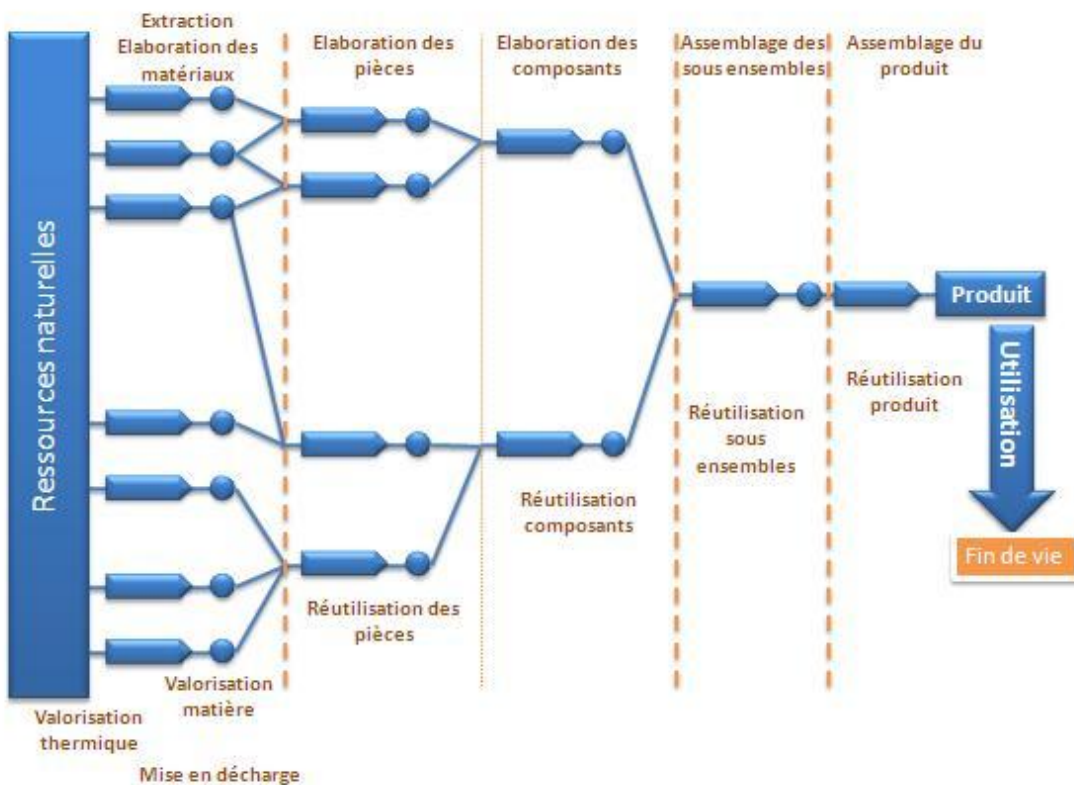 Extraction
Elaboration des
matériaux
Elaboration des
pièces
Elaboration des
composants
Assemblage des
sous ensembles
Assemblage du
produit
Ressources naturelles
Produit
Utilisation
Réutilisation
produit
Réutilisation
sous
ensembles
Réutilisation
composants
Fin de vie
Réutilisation des
pièces
Valorisation
matière
Valorisation
thermique
Mise en décharge